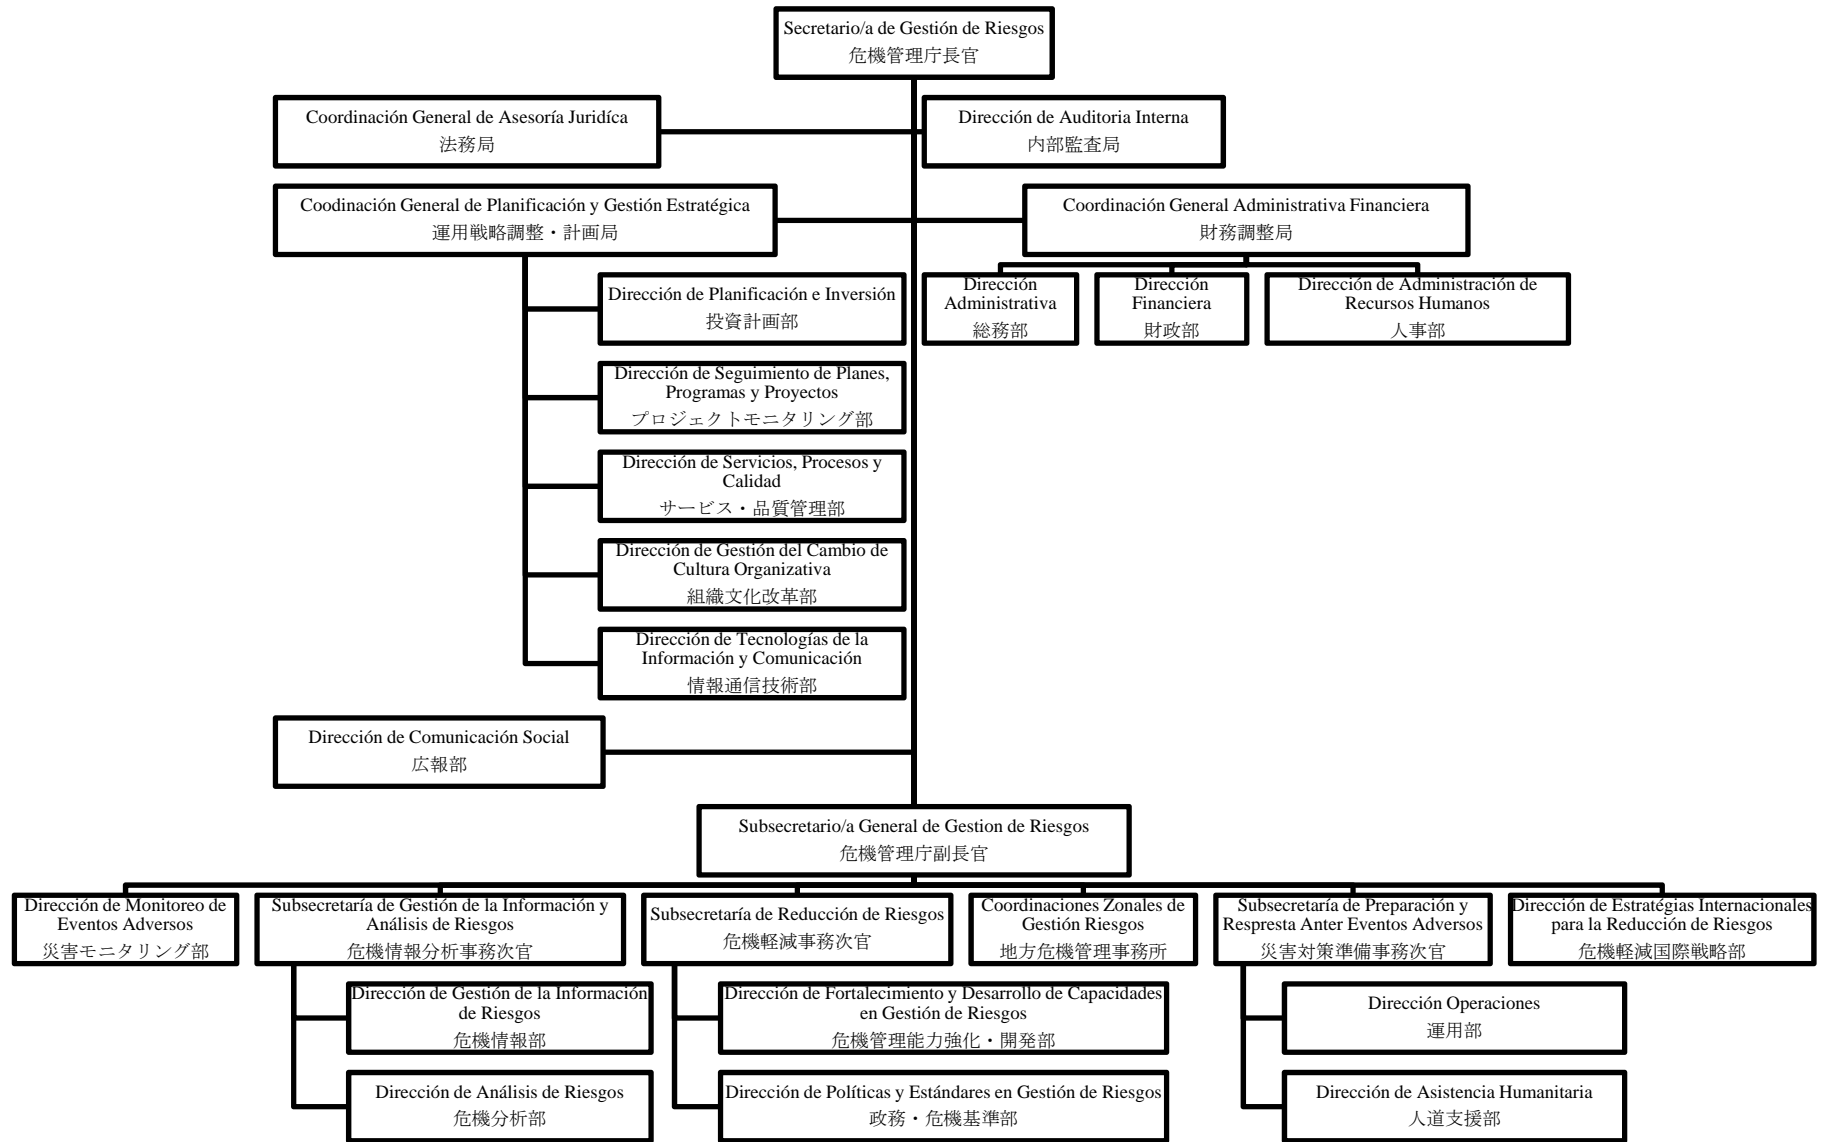 Secretario/a de Gestión de Riesgos
危機管理庁長官
Coordinación General de Asesoría Juridíca
法務局
Dirección de Auditoria Interna
内部監査局
Coodinación General de Planificación y Gestión Estratégica
運用戦略調整・計画局
Coordinación General Administrativa Financiera
財務調整局
Dirección de Planificación e Inversión
投資計画部
Dirección
Administrativa
総務部
Dirección
Financiera
財政部
Dirección de Administración de
Recursos Humanos
人事部
Dirección de Seguimiento de Planes,
Programas y Proyectos
プロジェクトモニタリング部
Dirección de Servicios, Procesos y
Calidad
サービス・品質管理部
Dirección de Gestión del Cambio de
Cultura Organizativa
組織文化改革部
Dirección de Tecnologías de la
Información y Comunicación
情報通信技術部
Dirección de Comunicación Social
広報部
Subsecretario/a General de Gestion de Riesgos
危機管理庁副長官
Dirección de Monitoreo de
Eventos Adversos
災害モニタリング部
Subsecretaría de Gestión de la Información y
Análisis de Riesgos
危機情報分析事務次官
Subsecretaría de Reducción de Riesgos
危機軽減事務次官
Coordinaciones Zonales de
Gestión Riesgos
地方危機管理事務所
Subsecretaría de Preparación y
Respresta Anter Eventos Adversos
災害対策準備事務次官
Dirección de Estratégias Internacionales
para la Reducción de Riesgos
危機軽減国際戦略部
Dirección de Gestión de la Información
de Riesgos
危機情報部
Dirección de Fortalecimiento y Desarrollo de Capacidades
en Gestión de Riesgos
危機管理能力強化・開発部
Dirección Operaciones
運用部
Dirección de Análisis de Riesgos
危機分析部
Dirección de Políticas y Estándares en Gestión de Riesgos
政務・危機基準部
Dirección de Asistencia Humanitaria
人道支援部